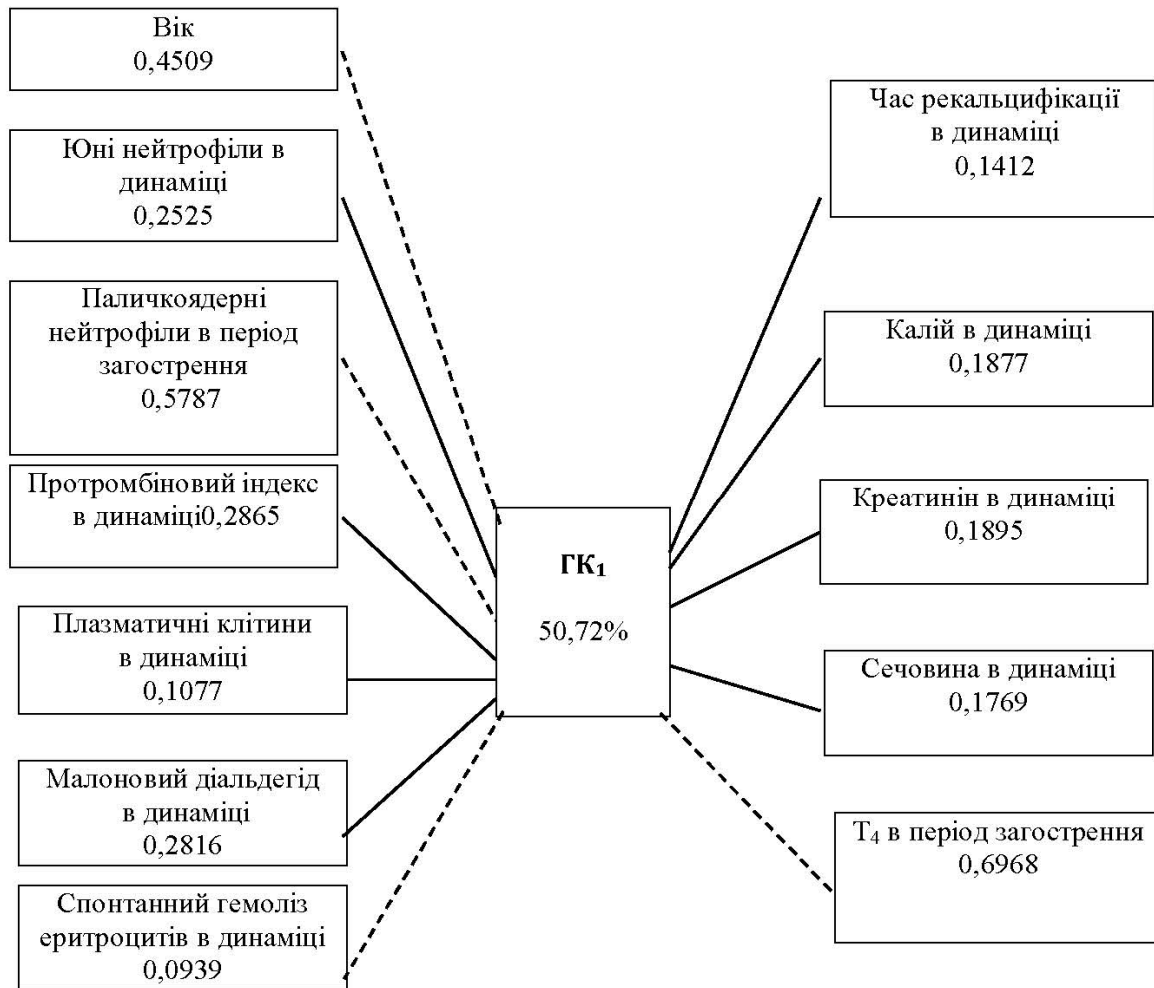 Вік
0,4509
Юні нейтрофіли в
динаміці
0,2525
Паличкоядерні
нейтрофіли в період
загострення
0,5787
Протромбіновий індекс
в динаміці0,2865
Плазматичні клітини
в динаміці
0,1077
Малоновий діальдегід
в динаміці
0,2816
Спонтанний гемоліз
еритроцитів в динаміці
0,0939
ГК₁
50,72%
Час рекальцифікації
в динаміці
0,1412
Калій в динаміці
0,1877
Креатинін в динаміці
0,1895
Сечовина в динаміці
0,1769
Т₄ в період загострення
0,6968